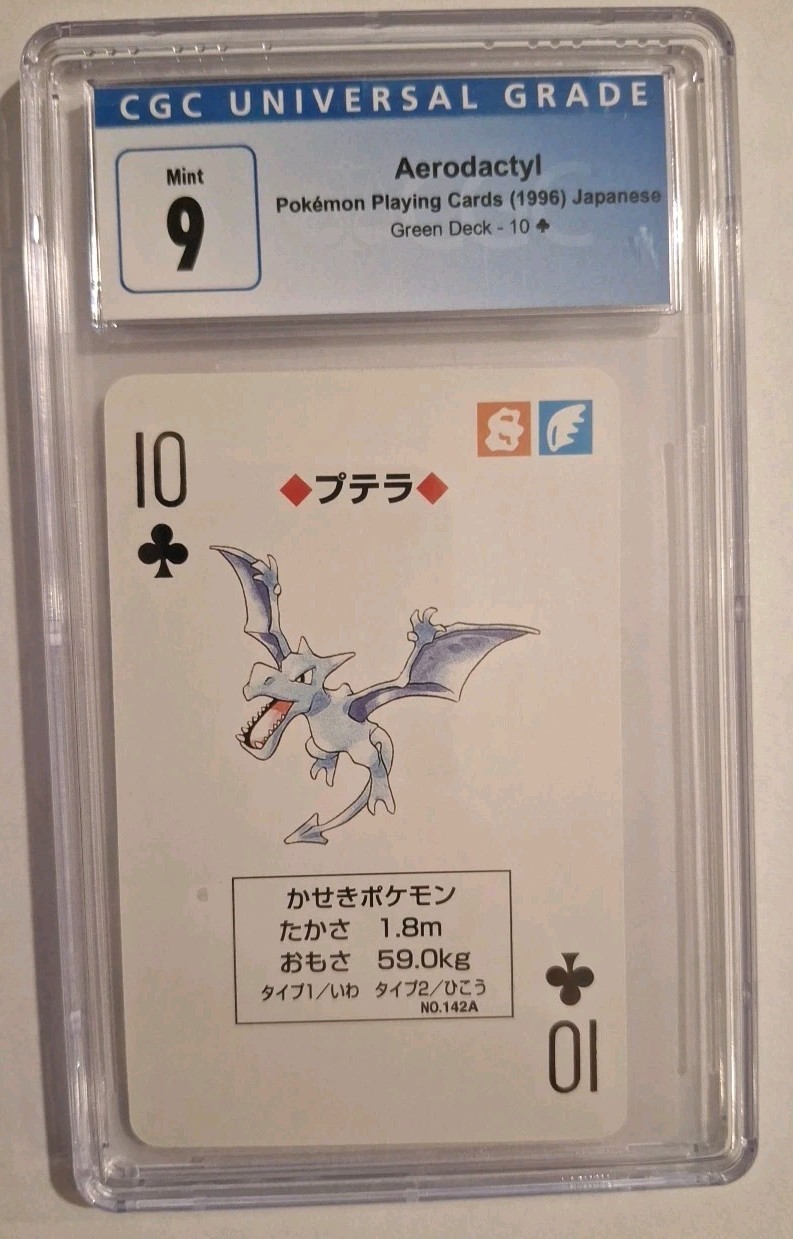 CGC UNIVERSAL GRADE
Mint
9
Aerodactyl
Pokémon Playing Cards (1996) Japanese
Green Deck - 10 ♣
10
♣
◆プテラ◆
かせきポケモン
たかさ 1.8m
おもさ 59.0kg
タイプ1/いわ タイプ2/ひこう
NO.142A
♣
10